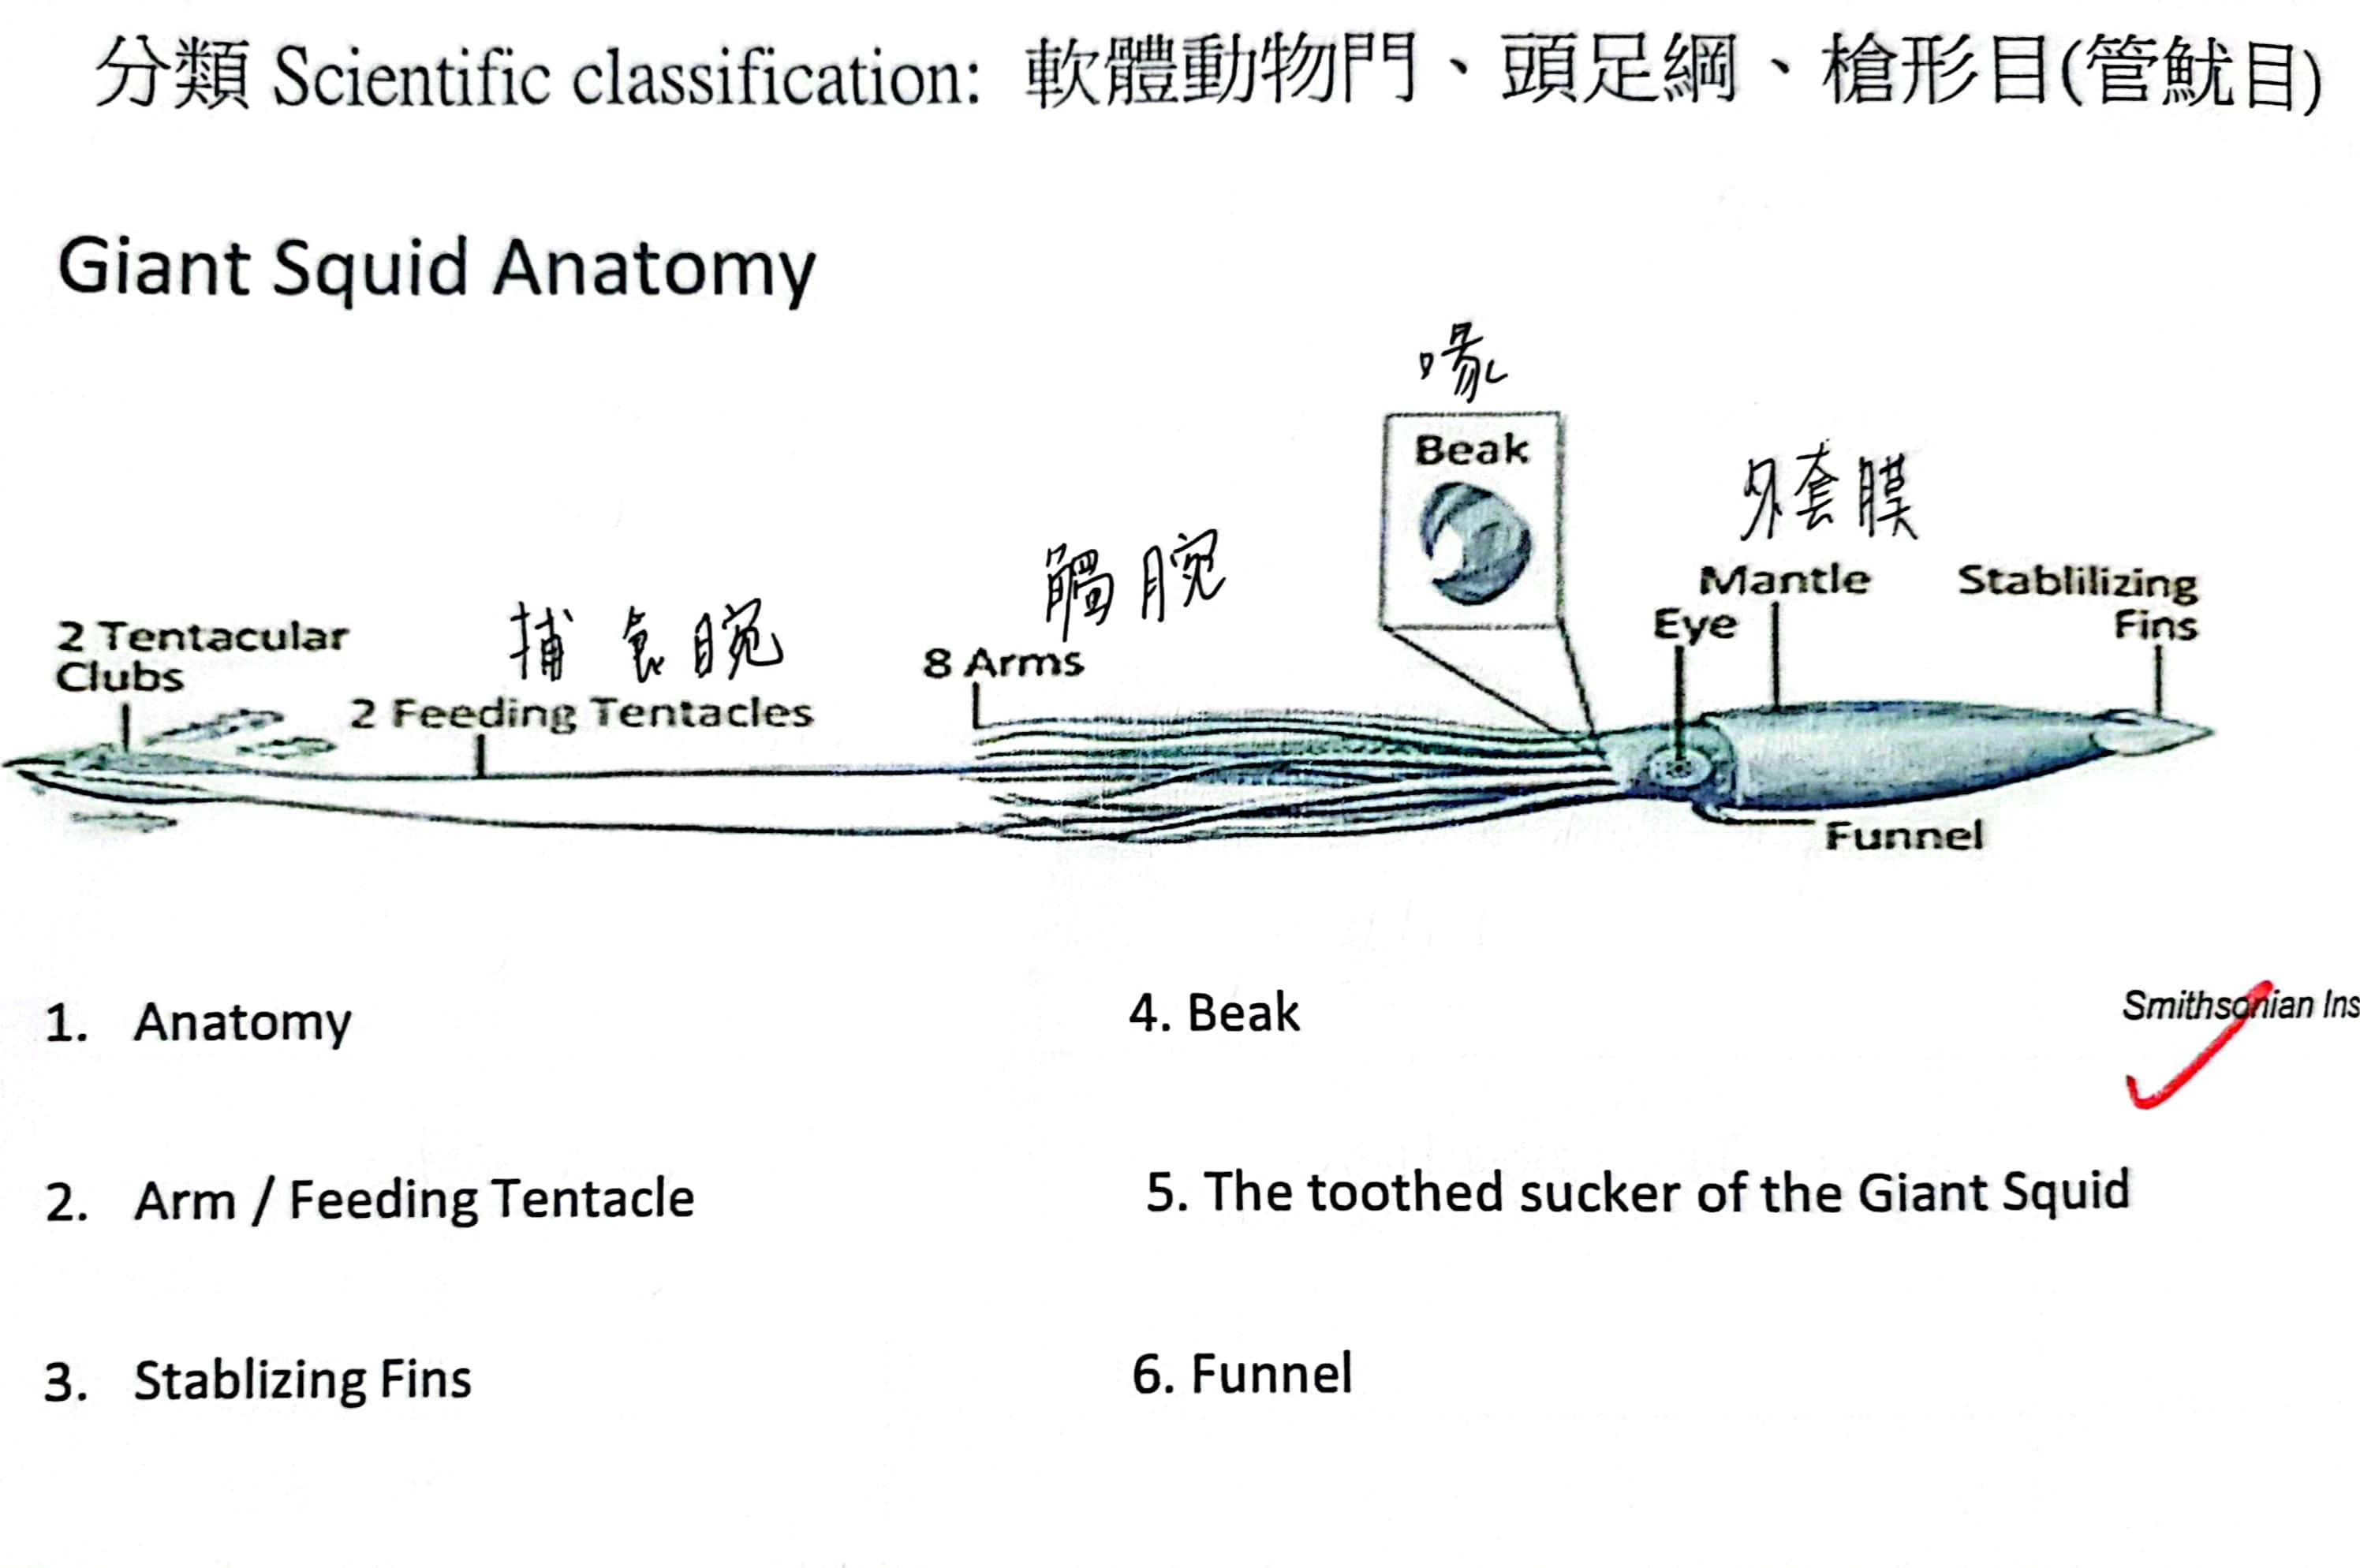 分類 Scientific classification: 軟體動物門、頭足綱、槍形目(管魷目)
Giant Squid Anatomy
喙
Beak
外套膜
Mantle
Stablilizing
Fins
Eye
觸腕
8 Arms
捕食腕
2 Feeding Tentacles
2 Tentacular
Clubs
Funnel
1. Anatomy
4. Beak
Smithsonian Ins
2. Arm / Feeding Tentacle
5. The toothed sucker of the Giant Squid
3. Stablizing Fins
6. Funnel